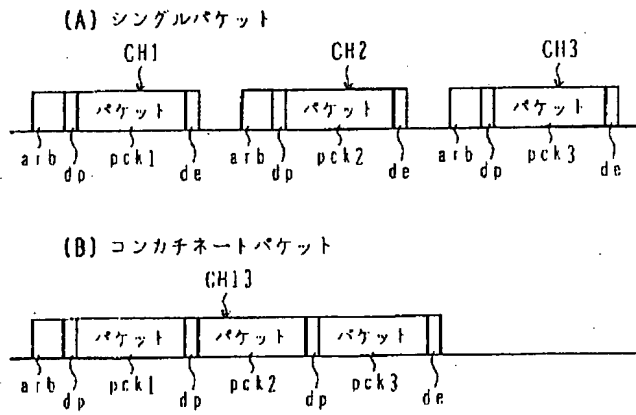 (A) シングルパケット
CH1 CH2 CH3
パケット パケット パケット
arb dp pck1 de arb dp pck2 de arb dp pck3 de
(B) コンカチネートパケット
CH13
パケット パケット パケット
arb dp pck1 dp pck2 dp pck3 de